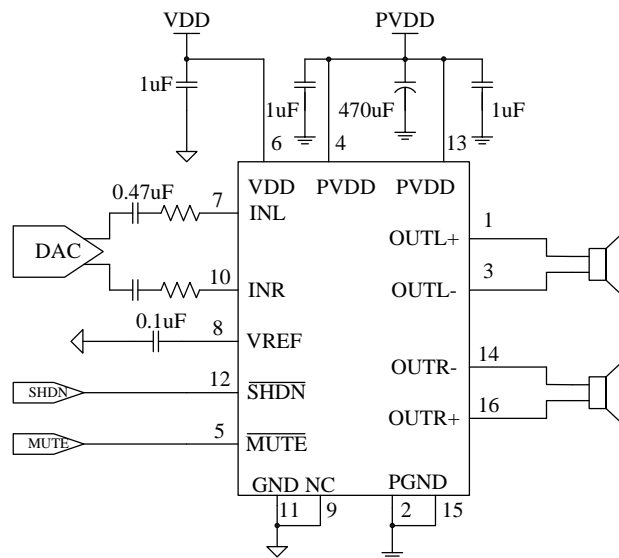 VDD
PVDD
1uF
1uF
470uF
1uF
6
4
13
VDD
PVDD
PVDD
0.47uF
7
INL
1
OUTL+
DAC
3
OUTL-
10
INR
0.1uF
8
VREF
14
OUTR-
12
SHDN
SHDN
16
OUTR+
5
MUTE
MUTE
GND
NC
PGND
11
9
2
15